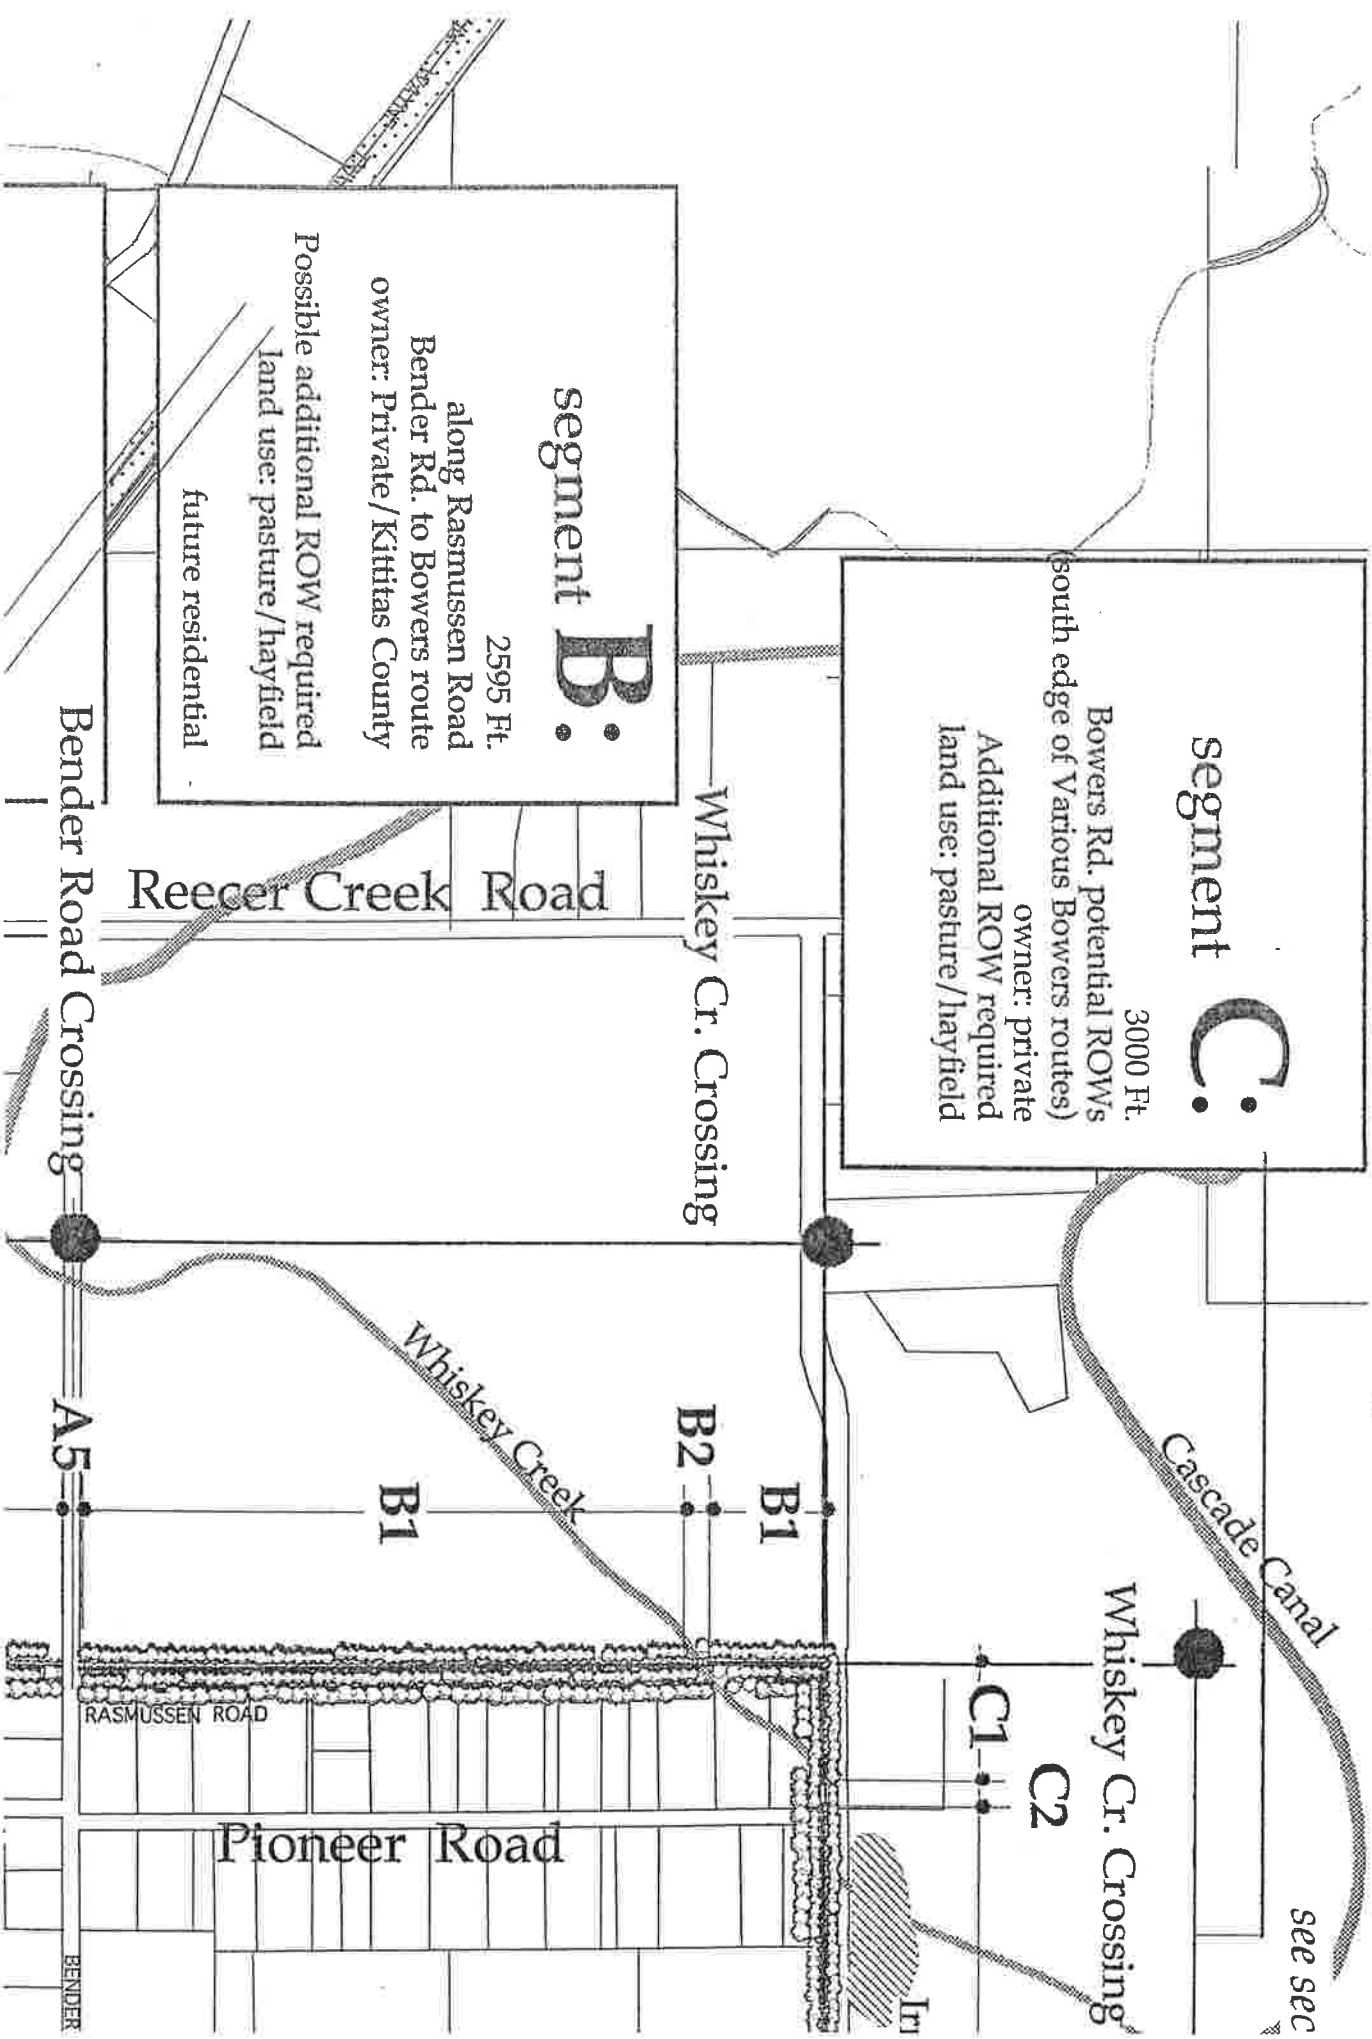 segment C:
3000 Ft.
Bowers Rd. potential ROWs
(south edge of Various Bowers routes)
owner: private
Additional ROW required
land use: pasture/hayfield
segment B:
2595 Ft.
along Rasmussen Road
Bender Rd. to Bowers route
owner: Private/Kittitas County
Possible additional ROW required
land use: pasture/hayfield
future residential
see sec
Cascade Canal
Whiskey Cr. Crossing
C1
C2
Whiskey Cr. Crossing
B2
B1
Whiskey Creek
B1
Reecer Creek Road
Bender Road Crossing
A5
RASMUSSEN ROAD
Pioneer Road
BENDER